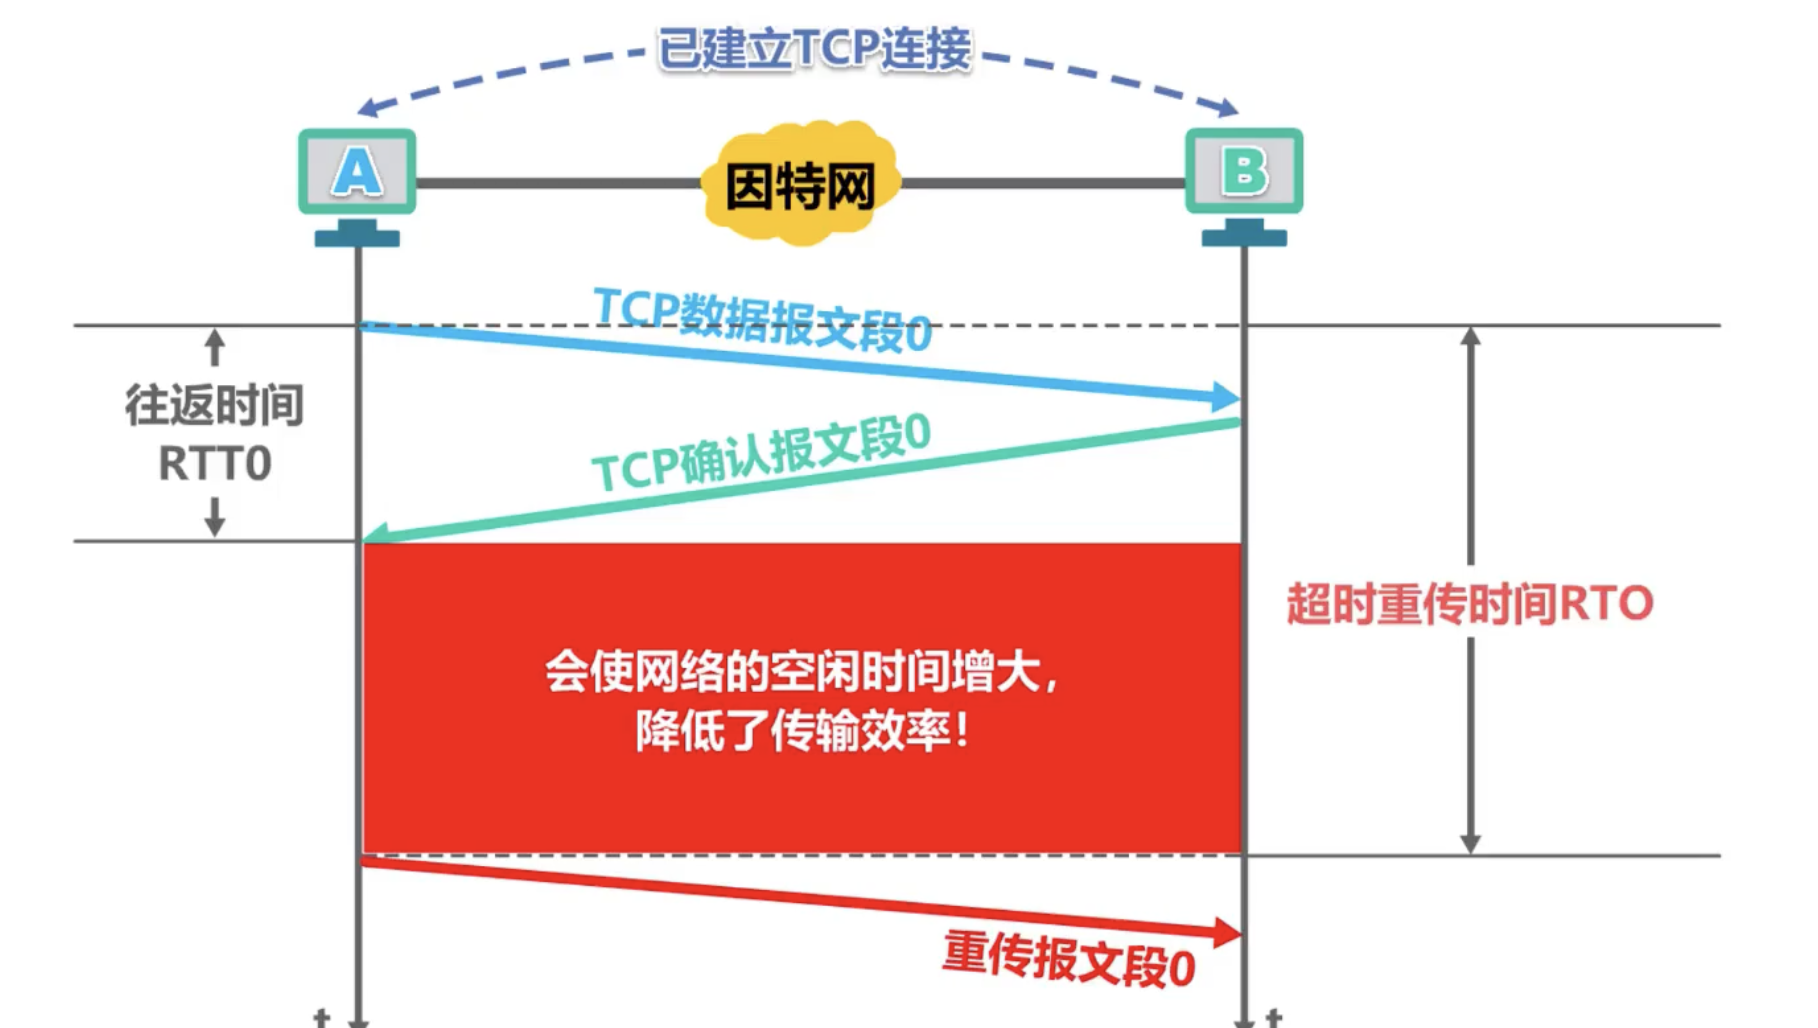 已建立TCP连接
A
因特网
B
TCP数据报文段0
往返时间
RTT0
TCP确认报文段0
超时重传时间RTO
会使网络的空闲时间增大，
降低了传输效率！
重传报文段0
t
t